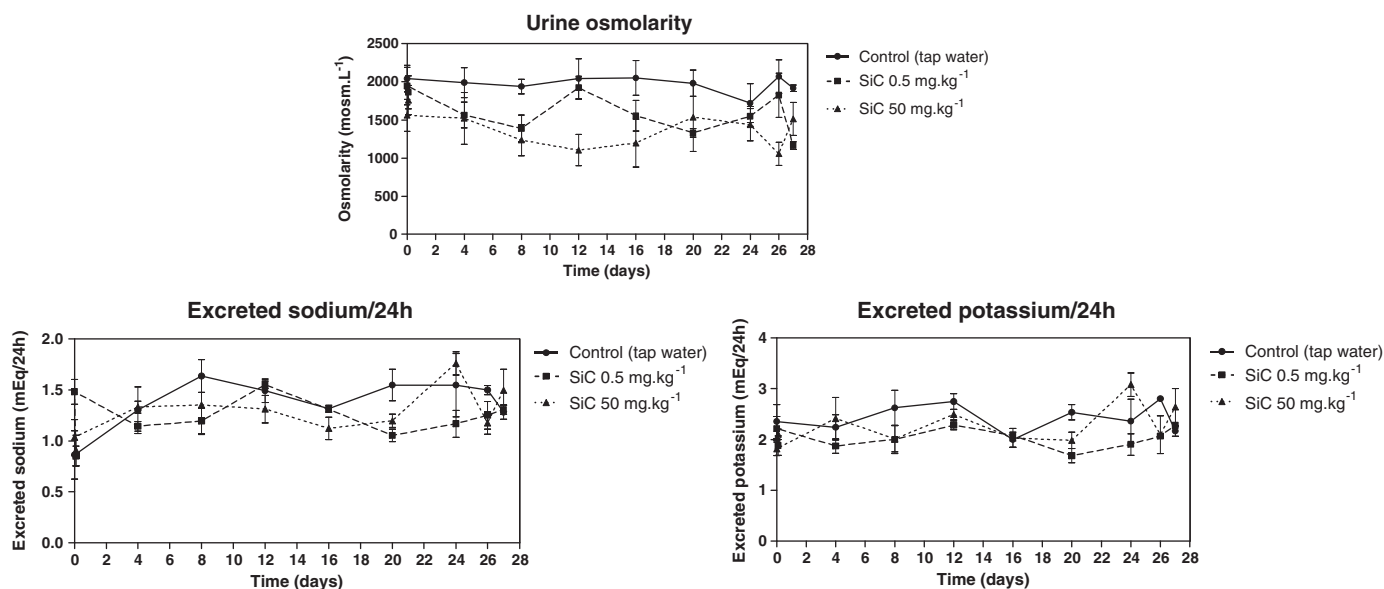 Urine osmolarity
Osmolarity (mosm.L⁻¹)
2500
2000
1500
1000
500
0
0 2 4 6 8 10 12 14 16 18 20 22 24 26 28
Time (days)
Control (tap water)
SiC 0.5 mg.kg⁻¹
SiC 50 mg.kg⁻¹
Excreted sodium/24h
Excreted sodium (mEq/24h)
2.0
1.5
1.0
0.5
0.0
0 2 4 6 8 10 12 14 16 18 20 22 24 26 28
Time (days)
Control (tap water)
SiC 0.5 mg.kg⁻¹
SiC 50 mg.kg⁻¹
Excreted potassium/24h
Excreted potassium (mEq/24h)
4
3
2
1
0
0 2 4 6 8 10 12 14 16 18 20 22 24 26 28
Time (days)
Control (tap water)
SiC 0.5 mg.kg⁻¹
SiC 50 mg.kg⁻¹